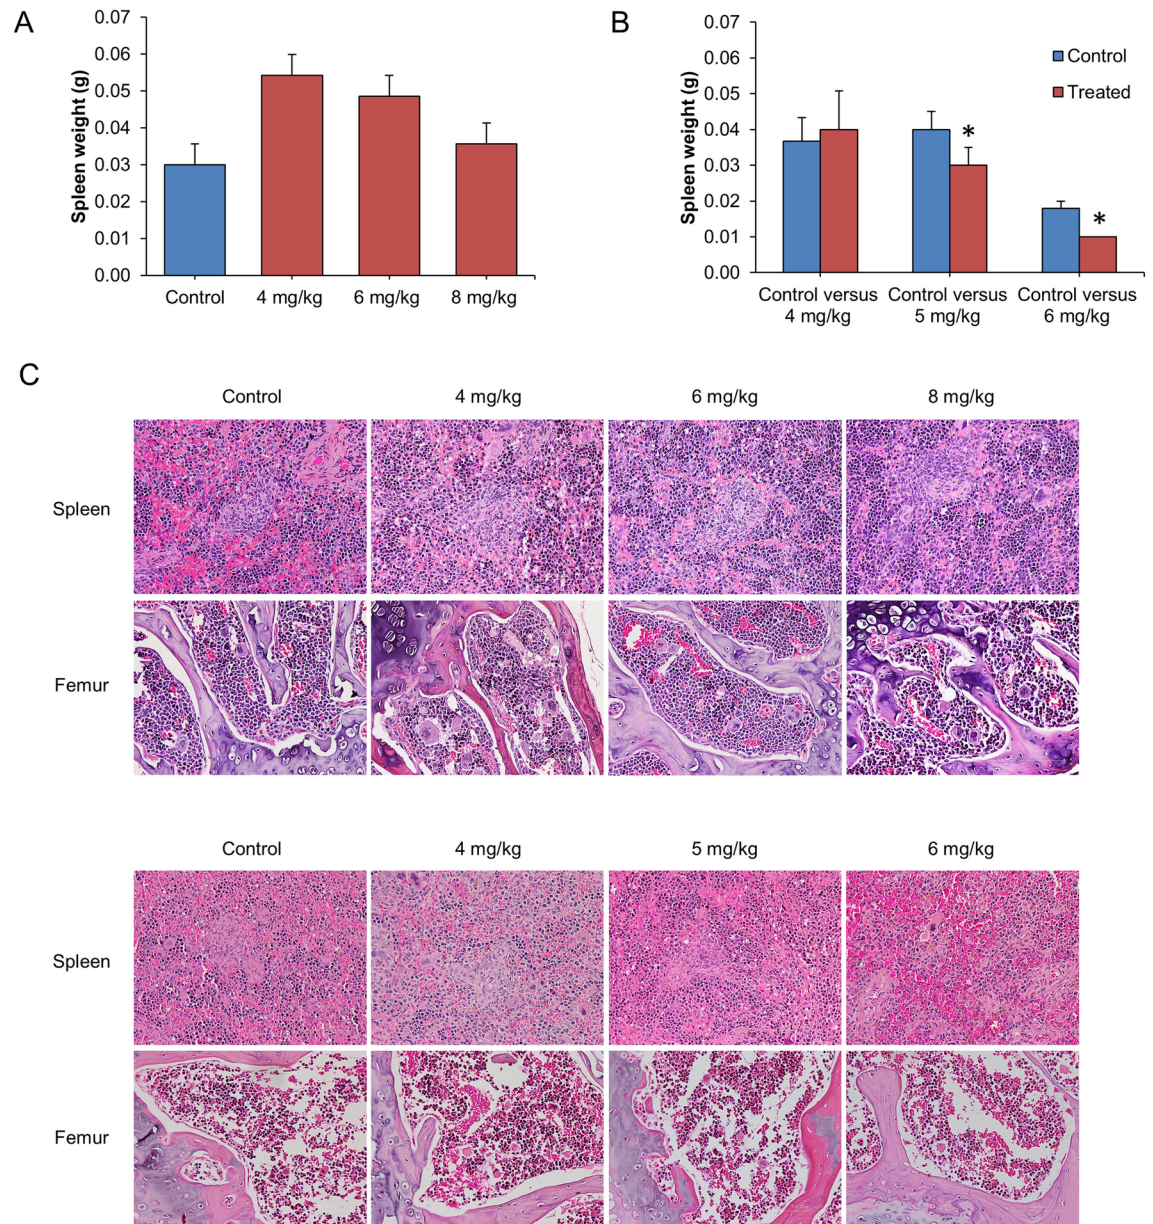 A
Spleen weight (g)
0.07
0.06
0.05
0.04
0.03
0.02
0.01
0.00
Control
4 mg/kg
6 mg/kg
8 mg/kg
B
Spleen weight (g)
0.07
0.06
0.05
0.04
0.03
0.02
0.01
0.00
Control
Treated
*
*
Control versus
4 mg/kg
Control versus
5 mg/kg
Control versus
6 mg/kg
C
Control
4 mg/kg
6 mg/kg
8 mg/kg
Spleen
Femur
Control
4 mg/kg
5 mg/kg
6 mg/kg
Spleen
Femur